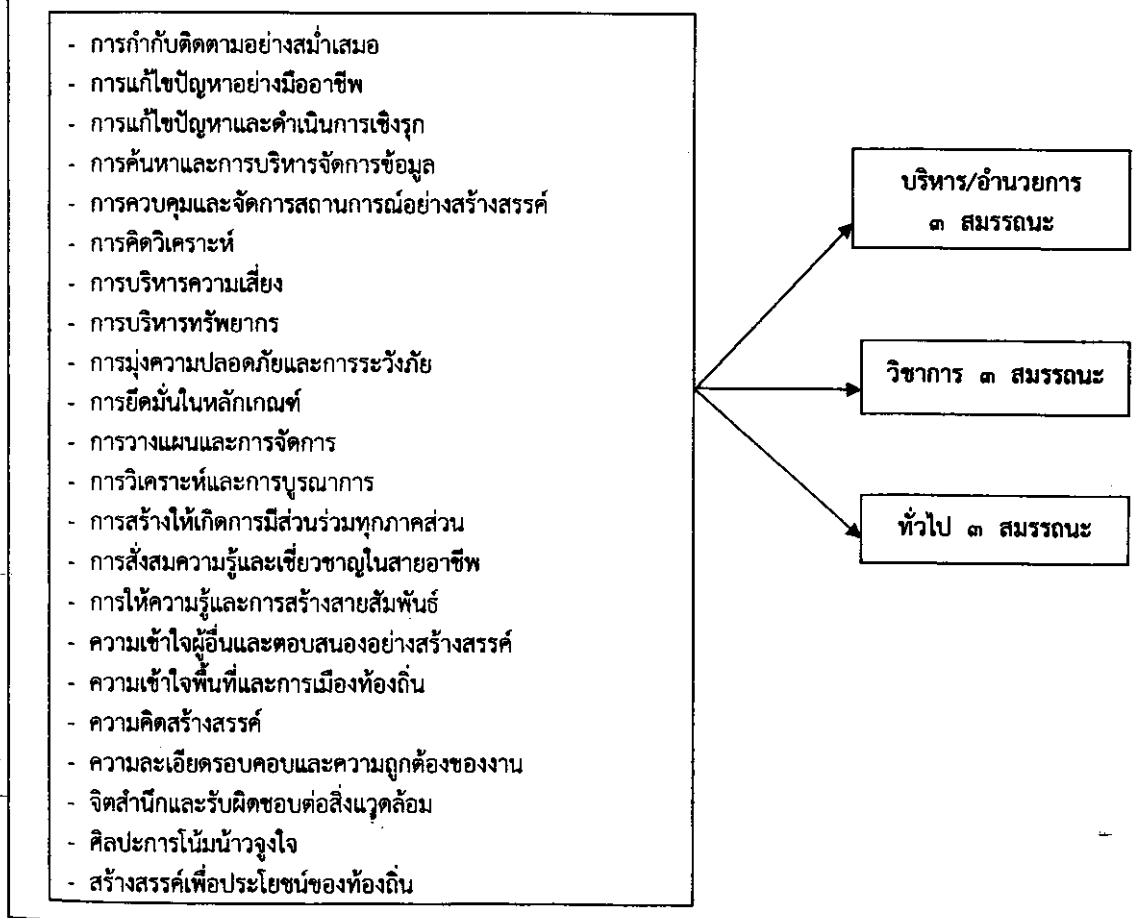 - การกำกับติดตามอย่างสม่ำเสมอ
- การแก้ไขปัญหาอย่างมืออาชีพ
- การแก้ไขปัญหาและดำเนินการเชิงรุก
- การค้นหาและการบริหารจัดการข้อมูล
- การควบคุมและจัดการสถานการณ์อย่างสร้างสรรค์
- การคิดวิเคราะห์
- การบริหารความเสี่ยง
- การบริหารทรัพยากร
- การมุ่งความปลอดภัยและการระวังภัย
- การยึดมั่นในหลักเกณฑ์
- การวางแผนและการจัดการ
- การวิเคราะห์และการบูรณาการ
- การสร้างให้เกิดการมีส่วนร่วมทุกภาคส่วน
- การสั่งสมความรู้และเชี่ยวชาญในสายอาชีพ
- การให้ความรู้และการสร้างสายสัมพันธ์
- ความเข้าใจผู้อื่นและตอบสนองอย่างสร้างสรรค์
- ความเข้าใจพื้นที่และการเมืองท้องถิ่น
- ความคิดสร้างสรรค์
- ความละเอียดรอบคอบและความถูกต้องของงาน
- จิตสำนึกและรับผิดชอบต่อสิ่งแวดล้อม
- ศิลปะการโน้มน้าวจูงใจ
- สร้างสรรค์เพื่อประโยชน์ของท้องถิ่น
บริหาร/อำนวยการ
๓ สมรรถนะ
วิชาการ ๓ สมรรถนะ
ทั่วไป ๓ สมรรถนะ